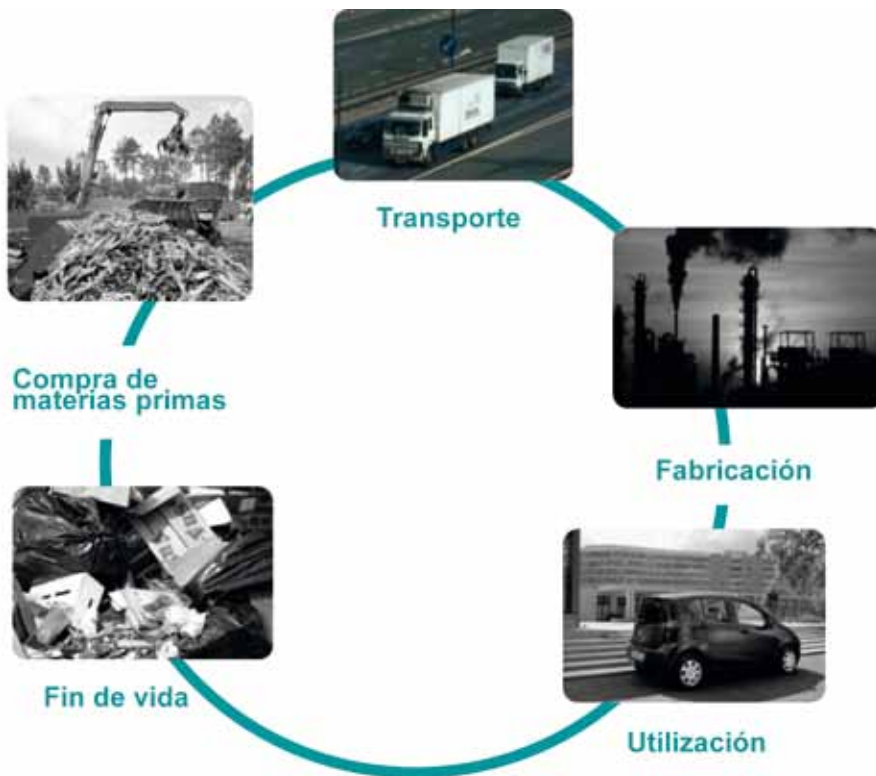 Transporte
Compra de
materias primas
Fabricación
Fin de vida
Utilización